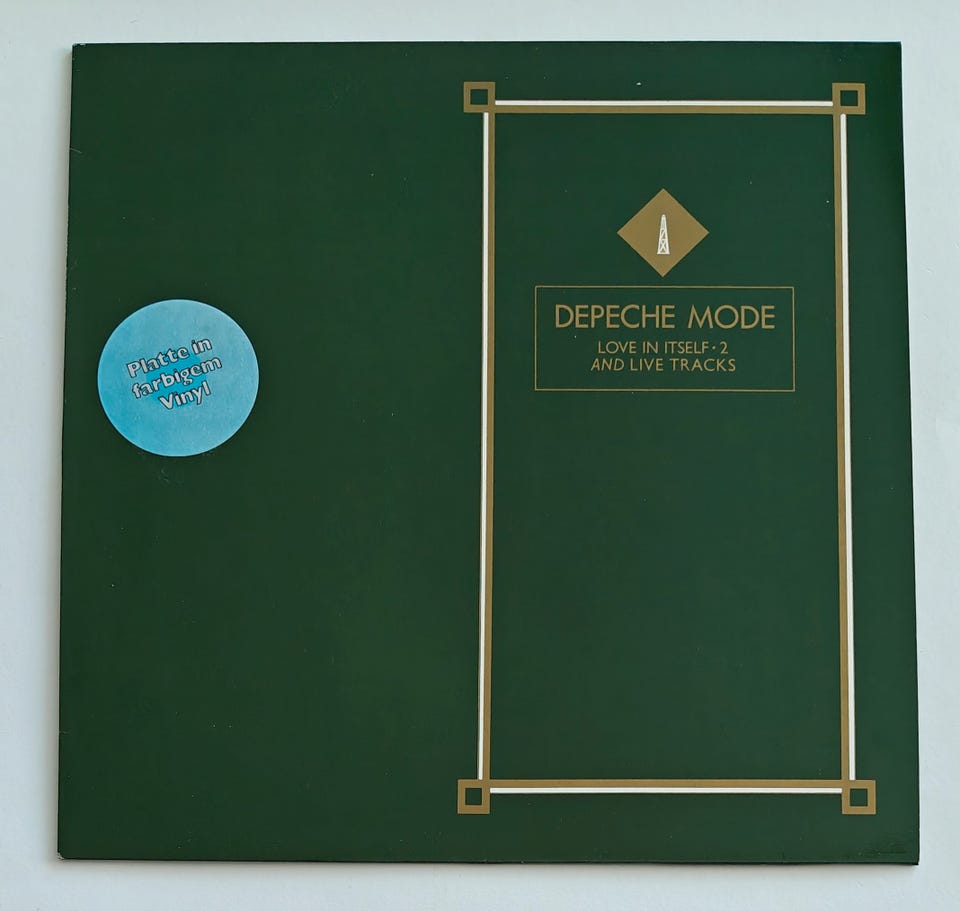 Platte in
farbigem
Vinyl
DEPECHE MODE
LOVE IN ITSELF·2
AND LIVE TRACKS